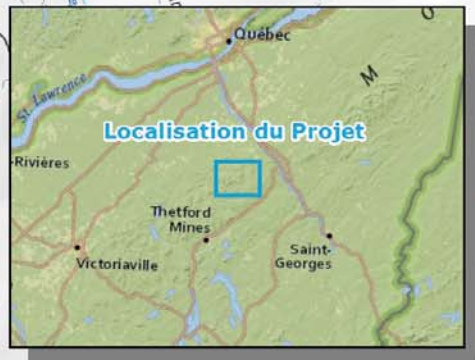 Québec
M
O
St. Lawrence
Localisation du Projet
-Rivières
Thetford
Mines
Saint-
Georges
Victoriaville